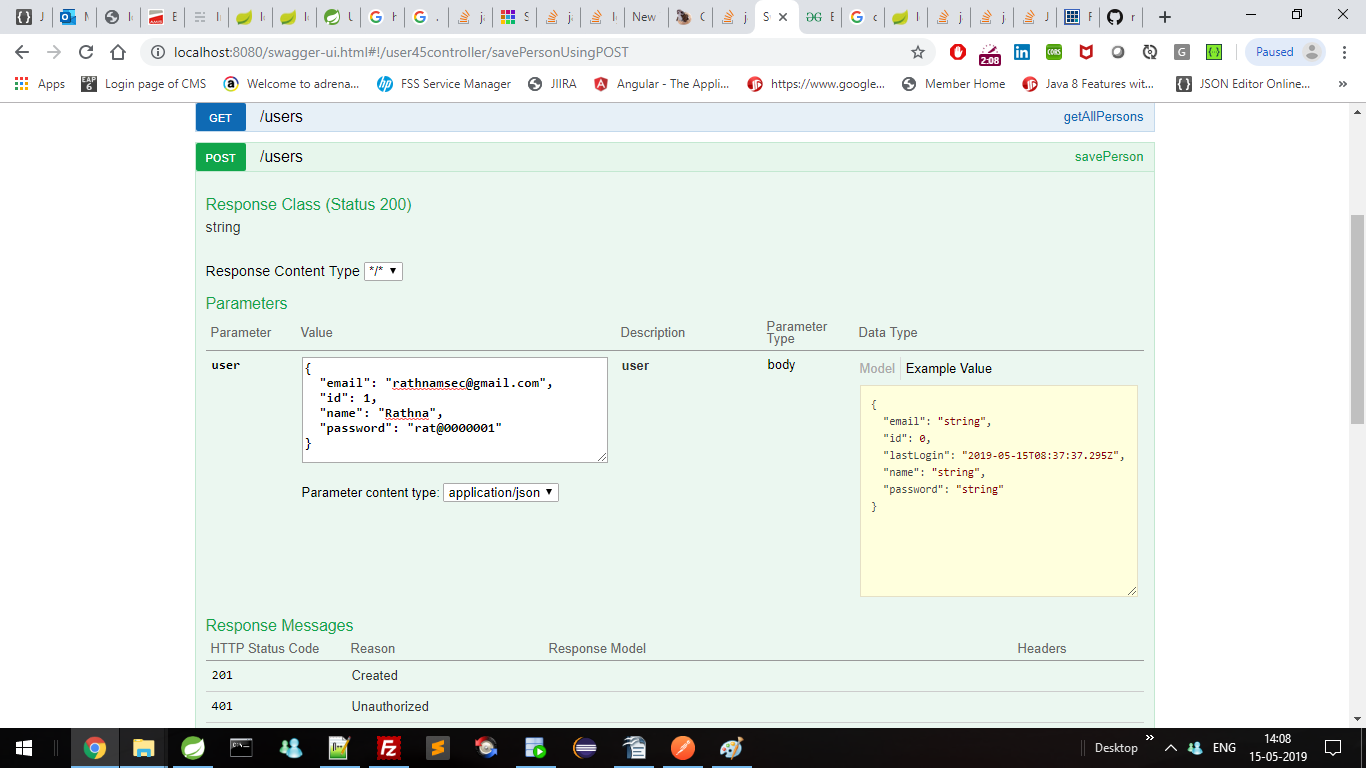 localhost:8080/swagger-ui.html#!/user45controller/savePersonUsingPOST
2:08
Paused
Apps Login page of CMS Welcome to adrena... FSS Service Manager JIIRA Angular - The Appli... https://www.google... Member Home Java 8 Features wit... JSON Editor Online... »
GET /users getAllPersons
POST /users savePerson
Response Class (Status 200)
string
Response Content Type */*
Parameters
Parameter Value Description Parameter Type Data Type
user
{
"email": "rathnamsec@gmail.com",
"id": 1,
"name": "Rathna",
"password": "rat@0000001"
}
Parameter content type: application/json
user body
Model Example Value
{
"email": "string",
"id": 0,
"lastLogin": "2019-05-15T08:37:37.295Z",
"name": "string",
"password": "string"
}
Response Messages
HTTP Status Code Reason Response Model Headers
201 Created
401 Unauthorized
Desktop » ENG 14:08
15-05-2019